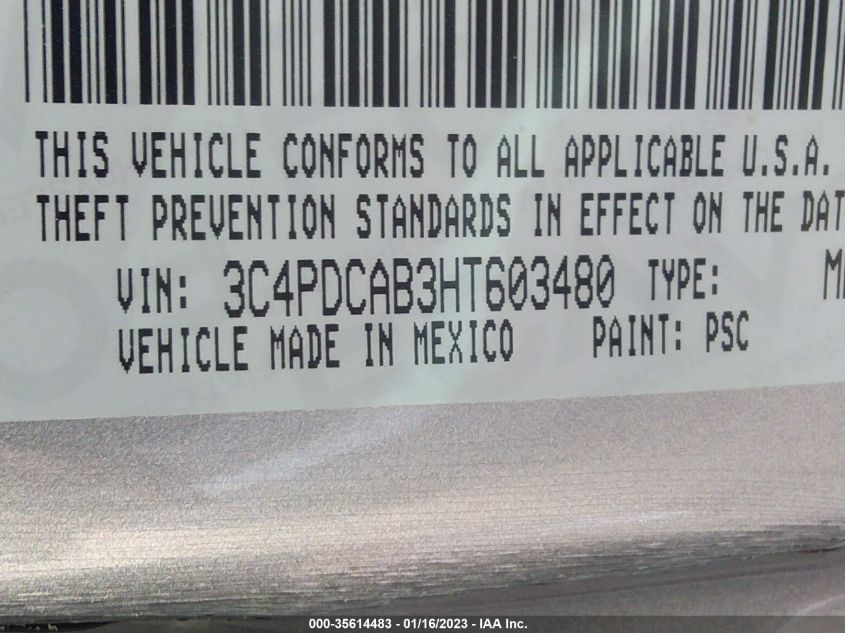 THIS VEHICLE CONFORMS TO ALL APPLICABLE U.S.A.
THEFT PREVENTION STANDARDS IN EFFECT ON THE DAT
VIN: 3C4PDCAB3HT603480 TYPE: M
VEHICLE MADE IN MEXICO PAINT: PSC
000-35614483 - 01/16/2023 - IAA Inc.